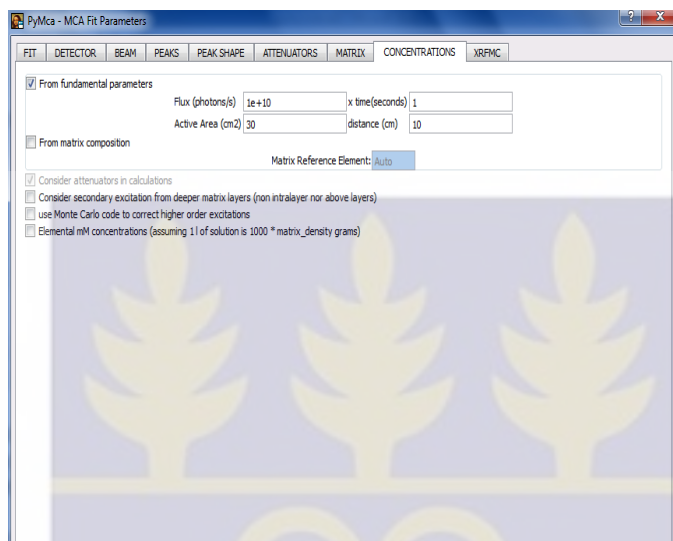 PyMca - MCA Fit Parameters
? X
FIT DETECTOR BEAM PEAKS PEAK SHAPE ATTENUATORS MATRIX CONCENTRATIONS XRFMC
From fundamental parameters
Flux (photons/s) 1e+10 x time(seconds) 1
Active Area (cm2) 30 distance (cm) 10
From matrix composition
Matrix Reference Element: Auto
Consider attenuators in calculations
Consider secondary excitation from deeper matrix layers (non intralayer nor above layers)
use Monte Carlo code to correct higher order excitations
Elemental mM concentrations (assuming 1 l of solution is 1000 * matrix_density grams)